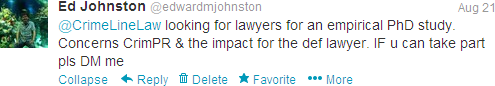 Ed Johnston @edwardmjohnston Aug 21
@CrimeLineLaw looking for lawyers for an empirical PhD study.
Concerns CrimPR & the impact for the def lawyer. IF u can take part
pls DM me
Collapse Reply Delete Favorite More